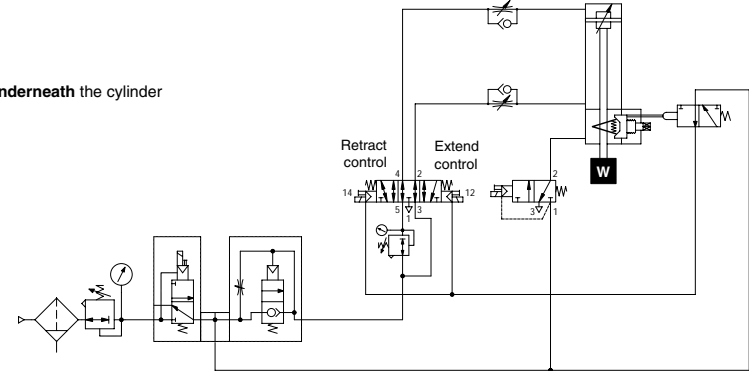 nderneath the cylinder
Retract
control
Extend
control
4 2
14 12
5 3
1
2
3 1
W